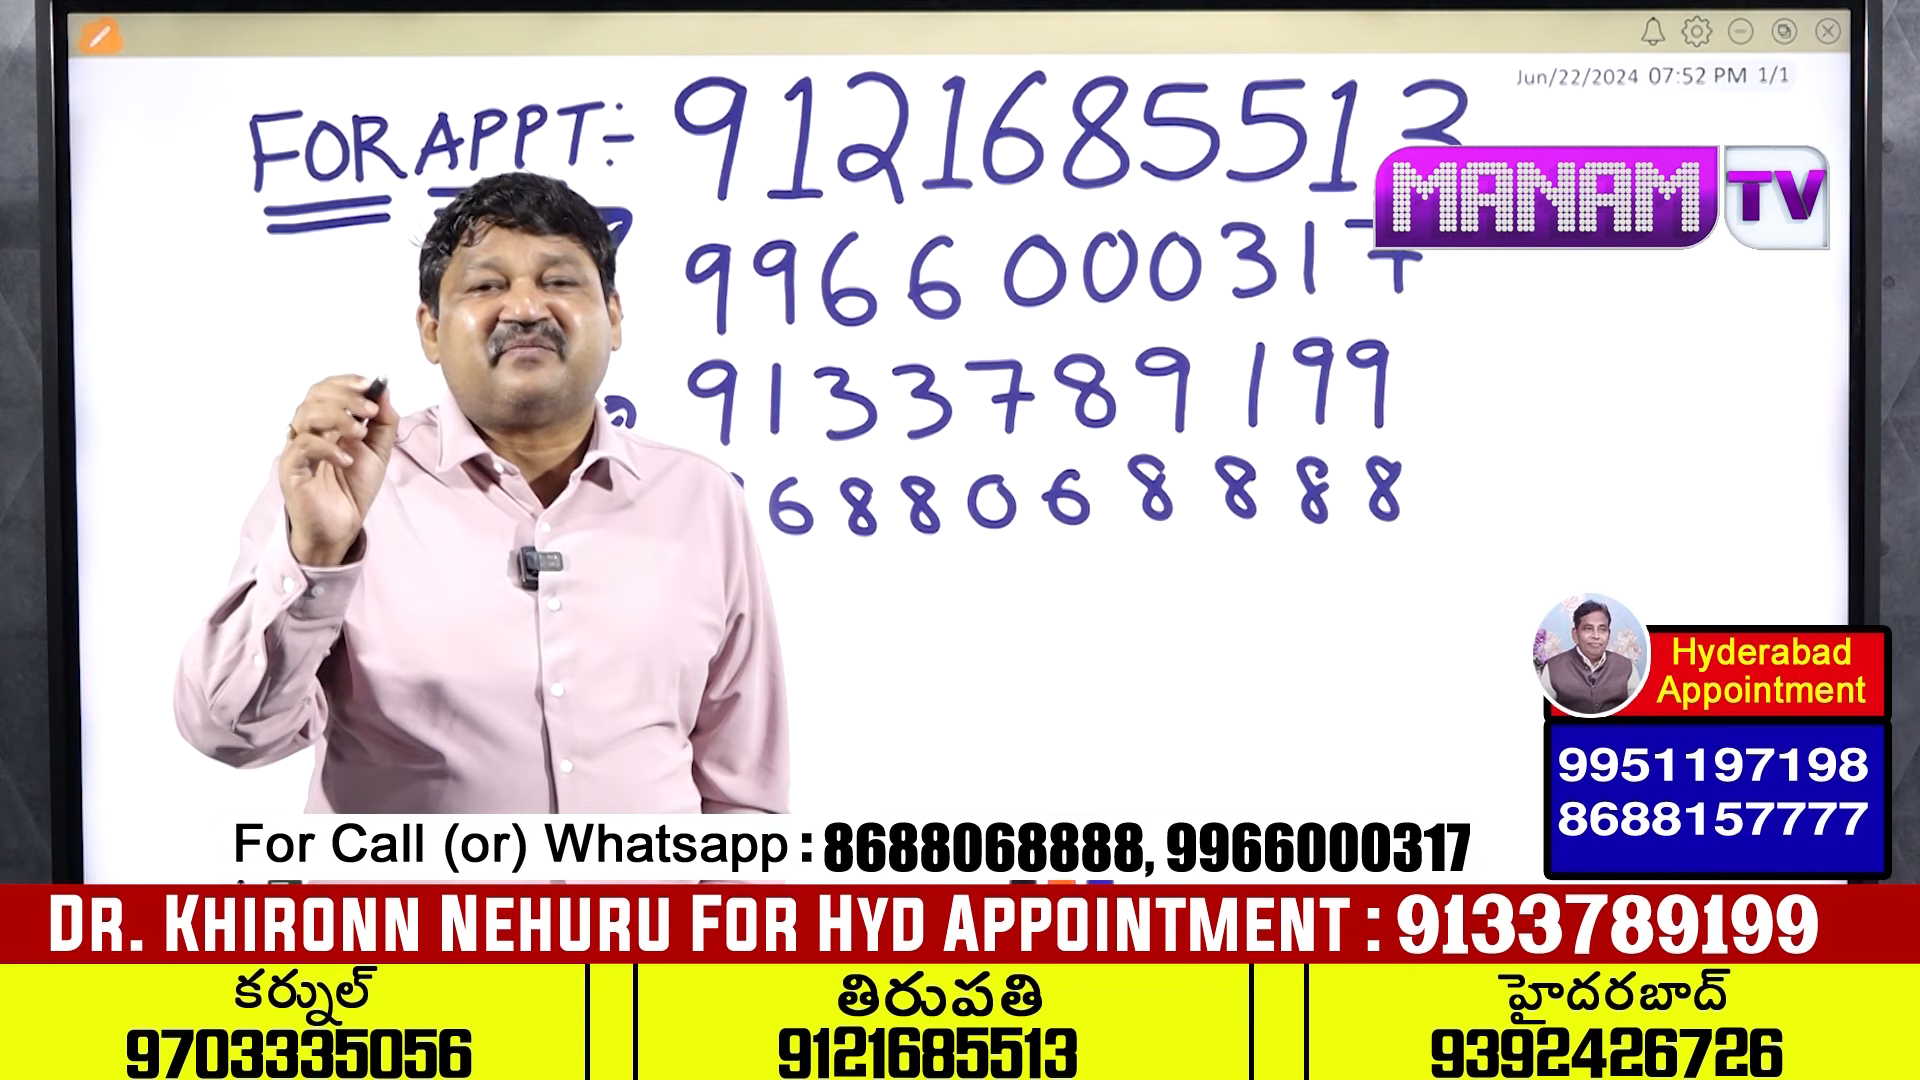 Jun/22/2024 07:52 PM 1/1
FOR APPT:- 9121685513
MANAM TV
9966000317
9133789199
688068888
Hyderabad
Appointment
9951197198
8688157777
For Call (or) Whatsapp : 8688068888, 9966000317
DR. KHIRONN NEHURU FOR HYD APPOINTMENT : 9133789199
కర్నుల్
9703335056
తిరుపతి
9121685513
హైదరబాద్
9392426726